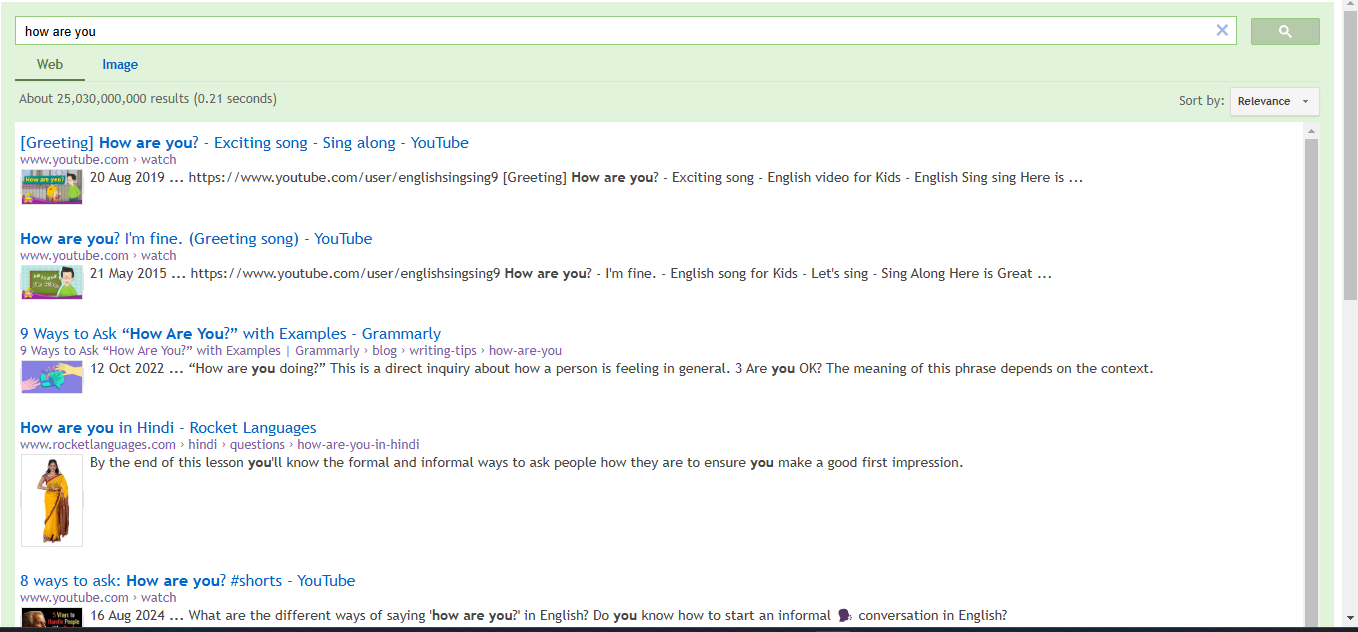 how are you
Web Image
About 25,030,000,000 results (0.21 seconds)
Sort by: Relevance
[Greeting] How are you? - Exciting song - Sing along - YouTube
www.youtube.com › watch
20 Aug 2019 ... https://www.youtube.com/user/englishsingsing9 [Greeting] How are you? - Exciting song - English video for Kids - English Sing sing Here is ...
How are you?
How are you? I'm fine. (Greeting song) - YouTube
www.youtube.com › watch
21 May 2015 ... https://www.youtube.com/user/englishsingsing9 How are you? - I'm fine. - English song for Kids - Let's sing - Sing Along Here is Great ...
9 Ways to Ask “How Are You?” with Examples - Grammarly
9 Ways to Ask “How Are You?” with Examples | Grammarly › blog › writing-tips › how-are-you
12 Oct 2022 ... “How are you doing?” This is a direct inquiry about how a person is feeling in general. 3 Are you OK? The meaning of this phrase depends on the context.
How are you in Hindi - Rocket Languages
www.rocketlanguages.com › hindi › questions › how-are-you-in-hindi
By the end of this lesson you'll know the formal and informal ways to ask people how they are to ensure you make a good first impression.
8 ways to ask: How are you? #shorts - YouTube
www.youtube.com › watch
16 Aug 2024 ... What are the different ways of saying 'how are you?' in English? Do you know how to start an informal 🗣 conversation in English?
5 Ways to
Handle People